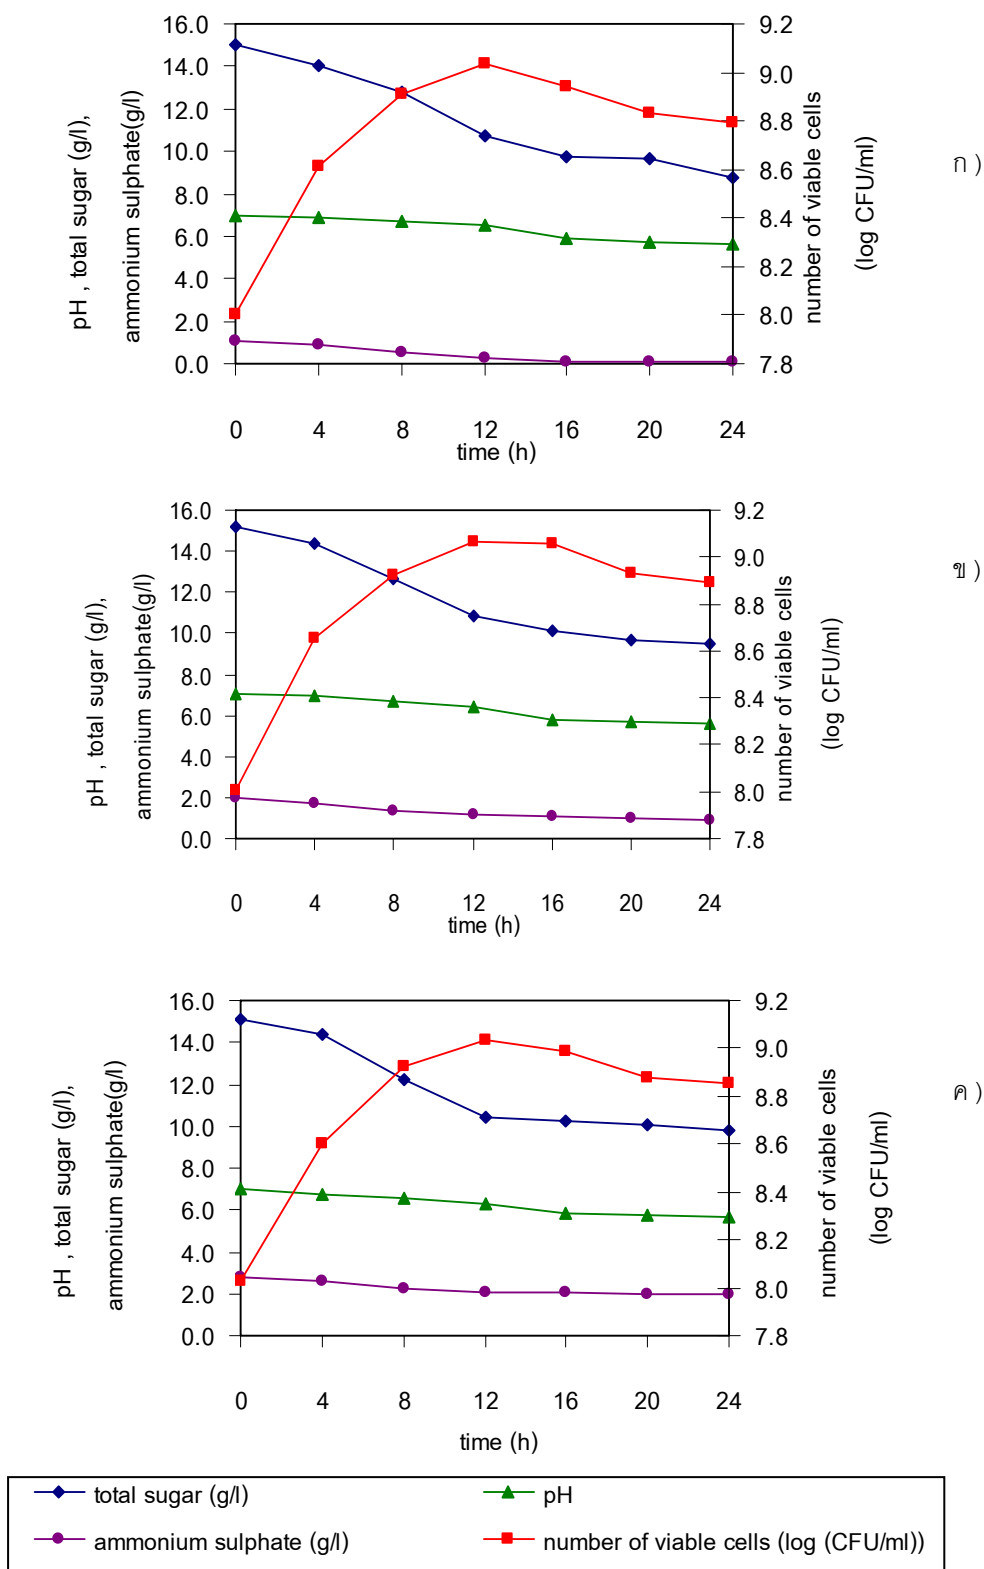 16.0
14.0
12.0
10.0
8.0
6.0
4.0
2.0
0.0
pH , total sugar (g/l),
ammonium sulphate(g/l)
9.2
9.0
8.8
8.6
8.4
8.2
8.0
7.8
number of viable cells
(log CFU/ml)
ก )
0 4 8 12 16 20 24
time (h)
16.0
14.0
12.0
10.0
8.0
6.0
4.0
2.0
0.0
pH , total sugar (g/l),
ammonium sulphate(g/l)
9.2
9.0
8.8
8.6
8.4
8.2
8.0
7.8
number of viable cells
(log CFU/ml)
ข )
0 4 8 12 16 20 24
time (h)
16.0
14.0
12.0
10.0
8.0
6.0
4.0
2.0
0.0
pH , total sugar (g/l),
ammonium sulphate(g/l)
9.2
9.0
8.8
8.6
8.4
8.2
8.0
7.8
number of viable cells
(log CFU/ml)
ค )
0 4 8 12 16 20 24
time (h)
total sugar (g/l) pH
ammonium sulphate (g/l) number of viable cells (log (CFU/ml))